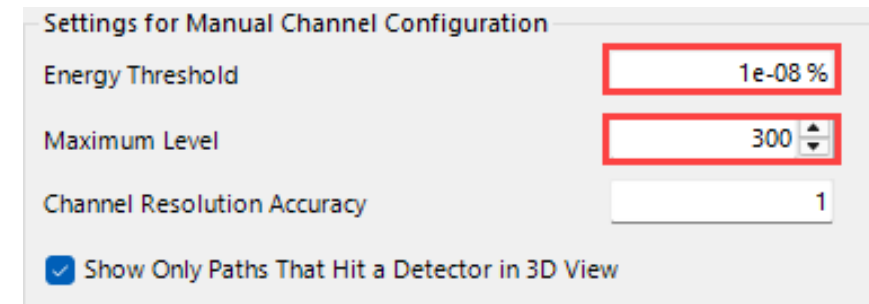 Settings for Manual Channel Configuration
Energy Threshold 1e-08 %
Maximum Level 300
Channel Resolution Accuracy 1
Show Only Paths That Hit a Detector in 3D View